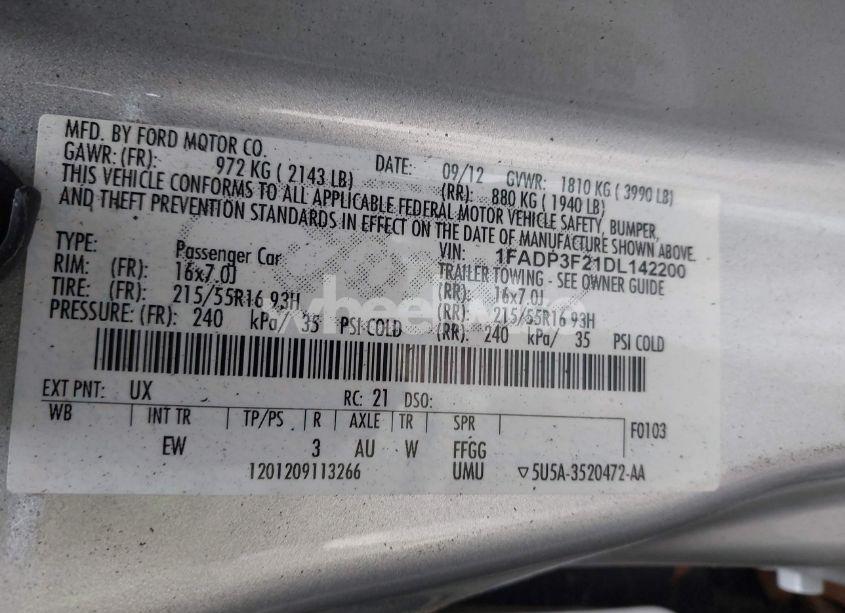 MFD. BY FORD MOTOR CO.
DATE: 09/12 GVWR: 1810 KG ( 3990 LB)
GAWR: (FR): 972 KG ( 2143 LB) (RR): 880 KG ( 1940 LB)
THIS VEHICLE CONFORMS TO ALL APPLICABLE FEDERAL MOTOR VEHICLE SAFETY, BUMPER,
AND THEFT PREVENTION STANDARDS IN EFFECT ON THE DATE OF MANUFACTURE SHOWN ABOVE.
VIN: 1FADP3F21DL142200
TYPE: Passenger Car TRAILER TOWING - SEE OWNER GUIDE
RIM: (FR): 16x7.0J (RR): 16x7.0J
TIRE: (FR): 215/55R16 93H (RR): 215/55R16 93H
PRESSURE: (FR): 240 kPa/ 35 PSI COLD (RR): 240 kPa/ 35 PSI COLD
EXT PNT: UX RC: 21 DSO:
WB INT TR TP/PS R AXLE TR SPR F0103
EW 3 AU W FFGG
1201209113266 UMU ▽5U5A-3520472-AA